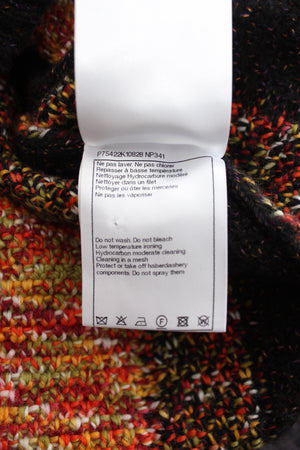 P75422K10828 NP341
Ne pas laver. Ne pas chlorer
Repasser à basse température
Nettoyage Hydrocarbure modéré
Nettoyer dans un filet
Protéger ou ôter les merceries
Ne pas les vaporiser
Do not wash. Do not bleach
Low temperature ironing
Hydrocarbon moderate cleaning
Cleaning in a mesh
Protect or take off haberdashery
components. Do not spray them
F